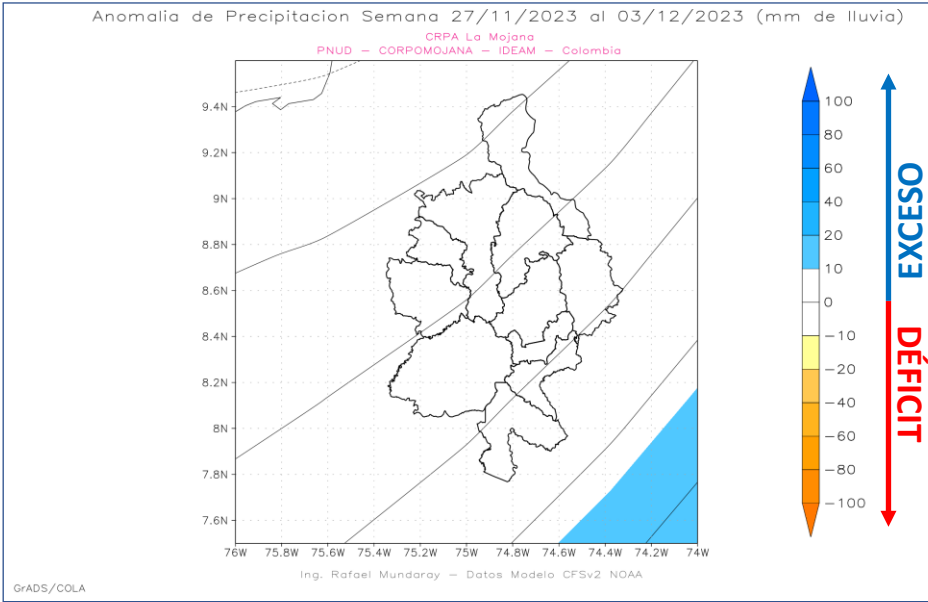 Anomalia de Precipitacion Semana 27/11/2023 al 03/12/2023 (mm de lluvia)
CRPA La Mojana
PNUD – CORPOMOJANA – IDEAM – Colombia
9.4N
9.2N
9N
8.8N
8.6N
8.4N
8.2N
8N
7.8N
7.6N
76W 75.8W 75.6W 75.4W 75.2W 75W 74.8W 74.6W 74.4W 74.2W 74W
100
80
60
40
20
10
0
−10
−20
−40
−60
−80
−100
EXCESO
DÉFICIT
Ing. Rafael Mundaray – Datos Modelo CFSv2 NOAA
GrADS/COLA